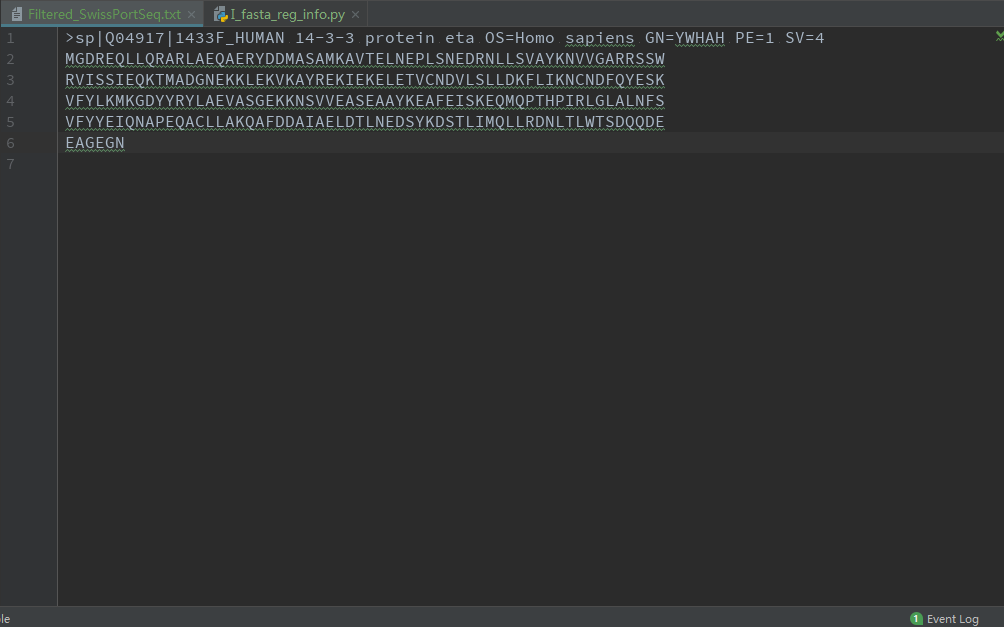 Filtered_SwissPortSeq.txt I_fasta_reg_info.py
1 >sp|Q04917|1433F_HUMAN 14-3-3 protein eta OS=Homo sapiens GN=YWHAH PE=1 SV=4
2 MGDREQLLQRARLAEQAERYDDMASAMKAVTELNEPLSNEDRNLLSVAYKNVVGARRSSW
3 RVISSIEQKTMADGNEKKLEKVKAYREKIEKELETVCNDVLSLLDKFLIKNCNDFQYESK
4 VFYLKMKGDYYRYLAEVASGEKKNSVVEASEAAYKEAFEISKEQMQPTHPIRLGLALNFS
5 VFYYEIQNAPEQACLLAKQAFDDAIAELDTLNEDSYKDSTLIMQLLRDNLTLWTSDQQDE
6 EAGEGN
7
le 1 Event Log